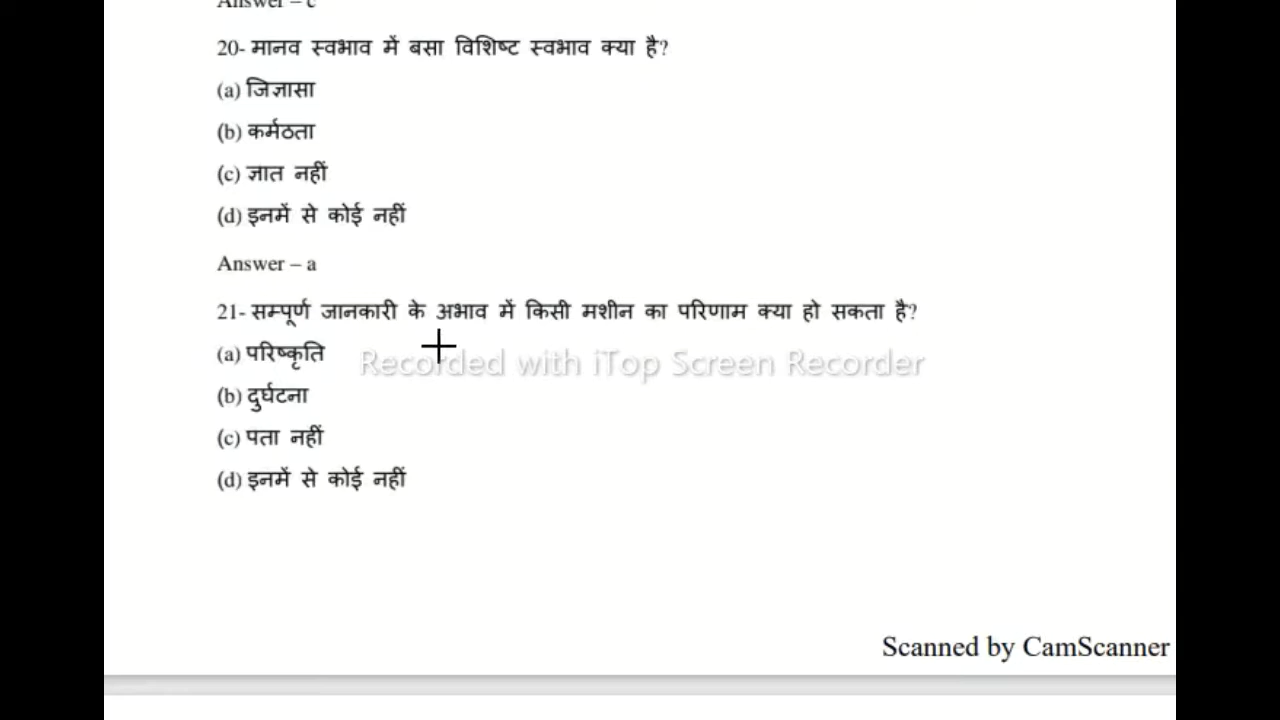 Answer – c
20- मानव स्वभाव में बसा विशिष्ट स्वभाव क्या है?
(a) जिज्ञासा
(b) कर्मठता
(c) ज्ञात नहीं
(d) इनमें से कोई नहीं
Answer – a
21- सम्पूर्ण जानकारी के अभाव में किसी मशीन का परिणाम क्या हो सकता है?
(a) परिष्कृति
Recorded with iTop Screen Recorder
(b) दुर्घटना
(c) पता नहीं
(d) इनमें से कोई नहीं
Scanned by CamScanner